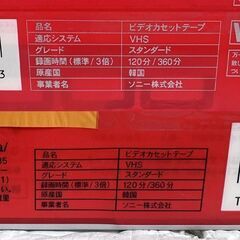 品名 ビデオカセットテープ
適応システム VHS
グレード スタンダード
録画時間(標準/3倍) 120分/360分
原産国 韓国
事業者名 ソニー株式会社
品名 ビデオカセットテープ
適応システム VHS
グレード スタンダード
録画時間(標準/3倍) 120分/360分
原産国 韓国
事業者名 ソニー株式会社